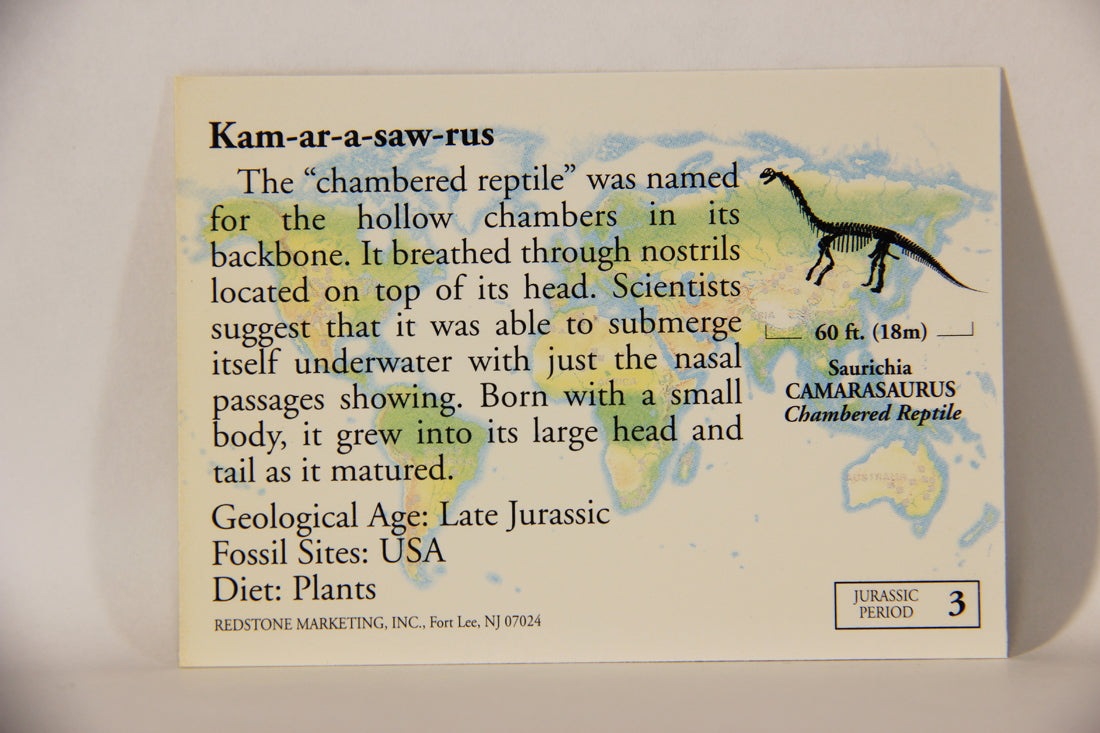 Kam-ar-a-saw-rus
The “chambered reptile” was named
for the hollow chambers in its
backbone. It breathed through nostrils
located on top of its head. Scientists
suggest that it was able to submerge
itself underwater with just the nasal
passages showing. Born with a small
body, it grew into its large head and
tail as it matured.
Geological Age: Late Jurassic
Fossil Sites: USA
Diet: Plants
REDSTONE MARKETING, INC., Fort Lee, NJ 07024
60 ft. (18m)
Saurichia
CAMARASAURUS
Chambered Reptile
AUSTRALIA
JURASSIC
PERIOD 3